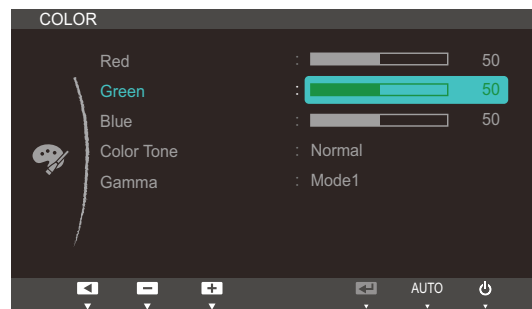 COLOR
Red : 50
Green : 50
Blue : 50
Color Tone : Normal
Gamma : Mode1
AUTO